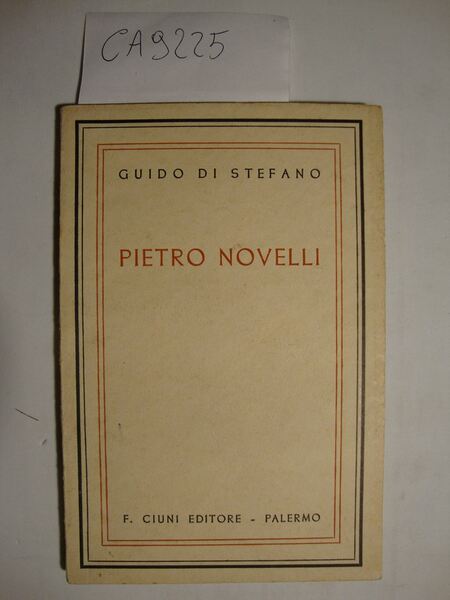 CA9225
GUIDO DI STEFANO
PIETRO NOVELLI
F. CIUNI EDITORE - PALERMO